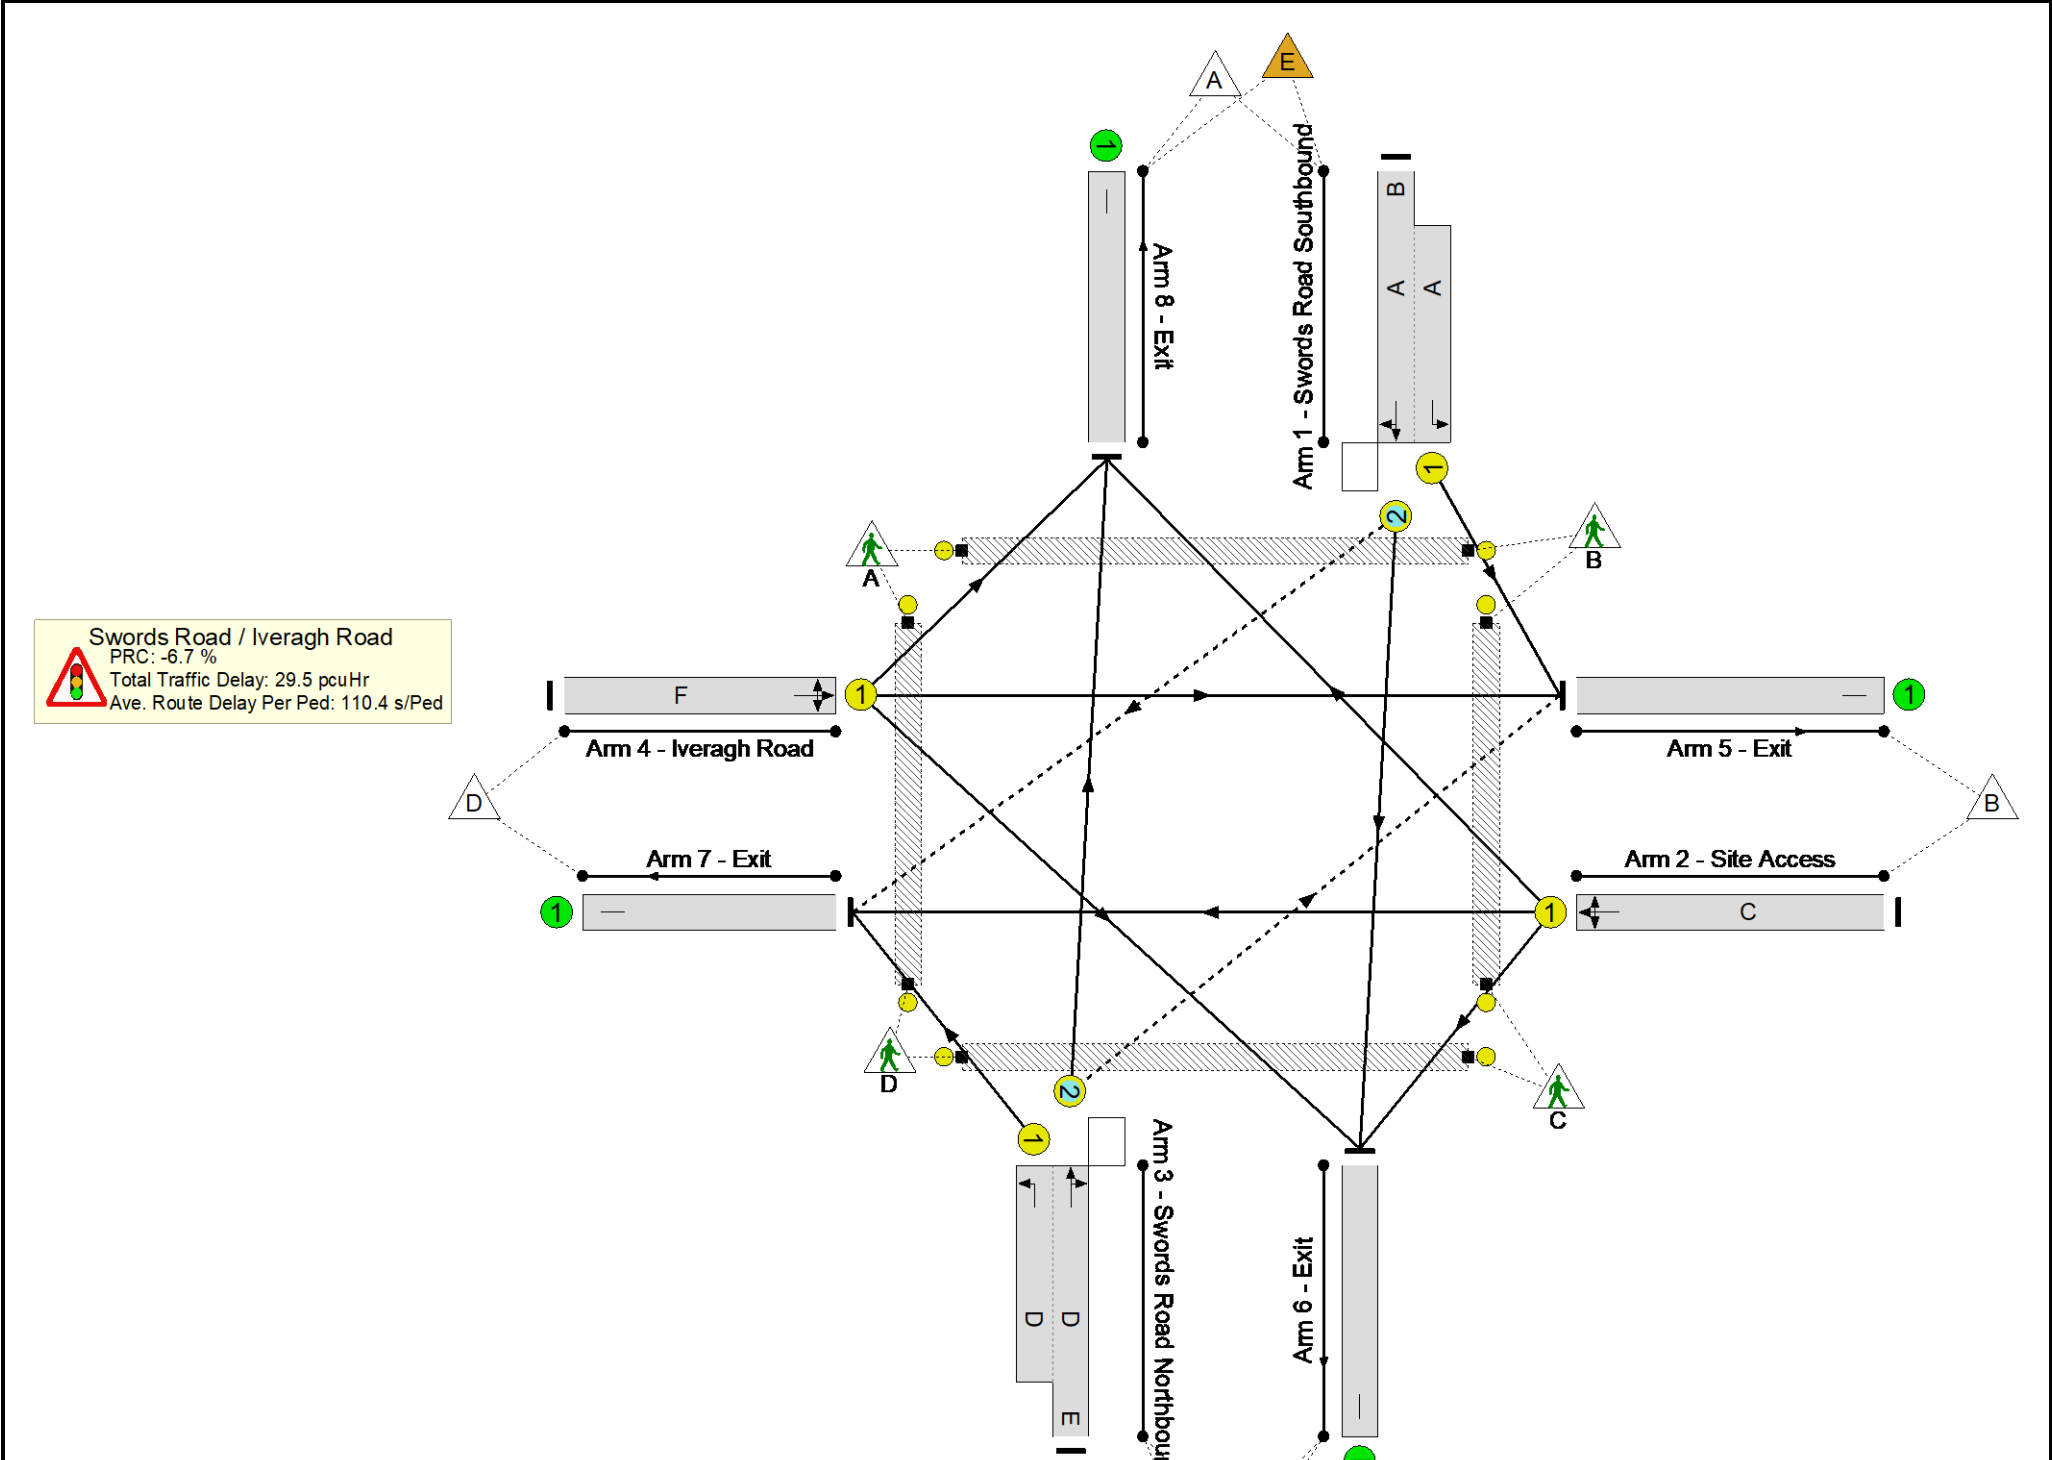 A
E
1
Arm 8 - Exit
Arm 1 - Swords Road Southbound
B
A
A
1
2
A
B
Swords Road / Iveragh Road
PRC: -6.7 %
Total Traffic Delay: 29.5 pcuHr
Ave. Route Delay Per Ped: 110.4 s/Ped
F
1
1
Arm 4 - Iveragh Road
Arm 5 - Exit
D
B
Arm 7 - Exit
Arm 2 - Site Access
1
1
C
D
2
C
1
Arm 3 - Swords Road Northbou
Arm 6 - Exit
D
D
E